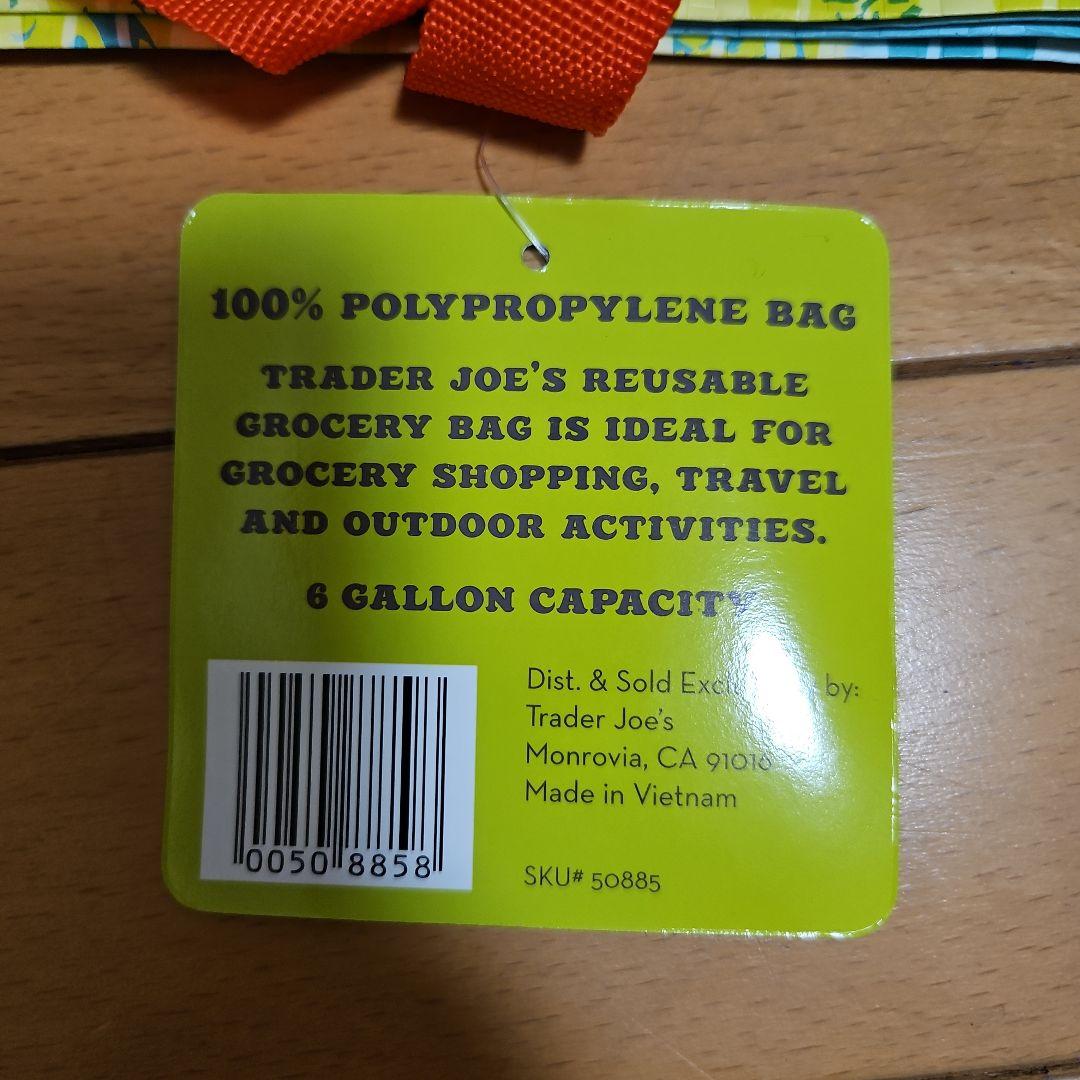 100% POLYPROPYLENE BAG
TRADER JOE'S REUSABLE
GROCERY BAG IS IDEAL FOR
GROCERY SHOPPING, TRAVEL
AND OUTDOOR ACTIVITIES.
6 GALLON CAPACITY
Dist. & Sold by:
Trader Joe's
Monrovia, CA 91016
Made in Vietnam
SKU# 50885
0050 8858